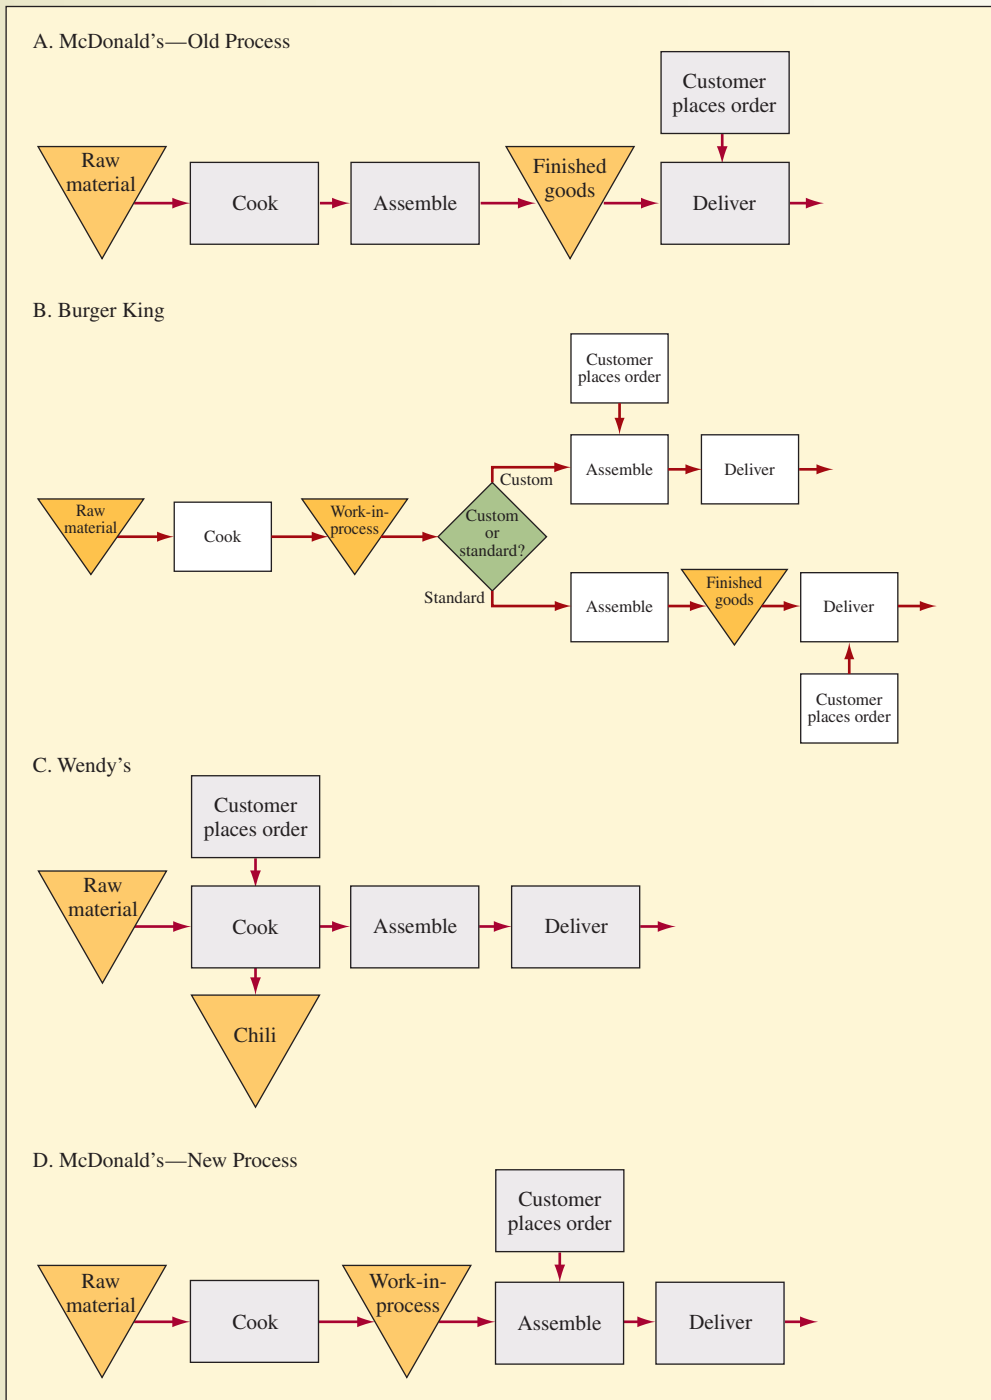 A. McDonald's—Old Process
Customer
places order
Raw
material
Cook
Assemble
Finished
goods
Deliver
B. Burger King
Customer
places order
Assemble
Deliver
Custom
Raw
material
Cook
Work-in-
process
Custom
or
standard?
Standard
Assemble
Finished
goods
Deliver
Customer
places order
C. Wendy's
Customer
places order
Raw
material
Cook
Assemble
Deliver
Chili
D. McDonald's—New Process
Customer
places order
Raw
material
Cook
Work-in-
process
Assemble
Deliver